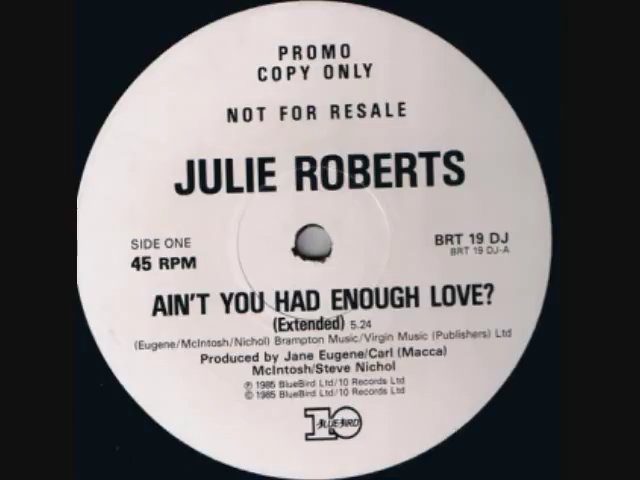 PROMO
COPY ONLY
NOT FOR RESALE
JULIE ROBERTS
SIDE ONE
45 RPM
BRT 19 DJ
BRT 19 DJ-A
AIN'T YOU HAD ENOUGH LOVE?
(Extended) 5.24
(Eugene/McIntosh/Nichol) Brampton Music/Virgin Music (Publishers) Ltd
Produced by Jane Eugene/Carl (Macca)
McIntosh/Steve Nichol
℗ 1985 BlueBird Ltd/10 Records Ltd
© 1985 BlueBird Ltd/10 Records Ltd
10
BLUEBIRD